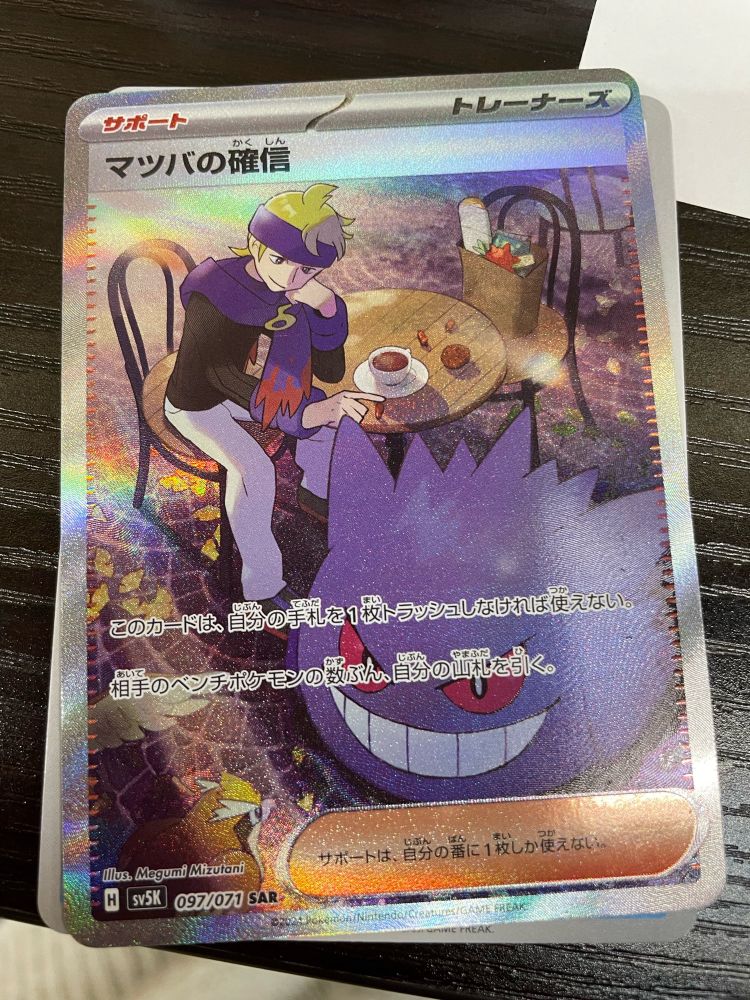 サポート
トレーナーズ
かくしん
マツバの確信
じぶん てふだ まい つか
このカードは、自分の手札を1枚トラッシュしなければ使えない。
あいて かず じぶん やまふだ ひ
相手のベンチポケモンの数ぶん、自分の山札を引く。
じぶん ばん まい つか
サポートは、自分の番に1枚しか使えない。
Illus. Megumi Mizutani
H sv5K 097/071 SAR
©2024 Pokémon/Nintendo/Creatures/GAME FREAK.
GAME FREAK.